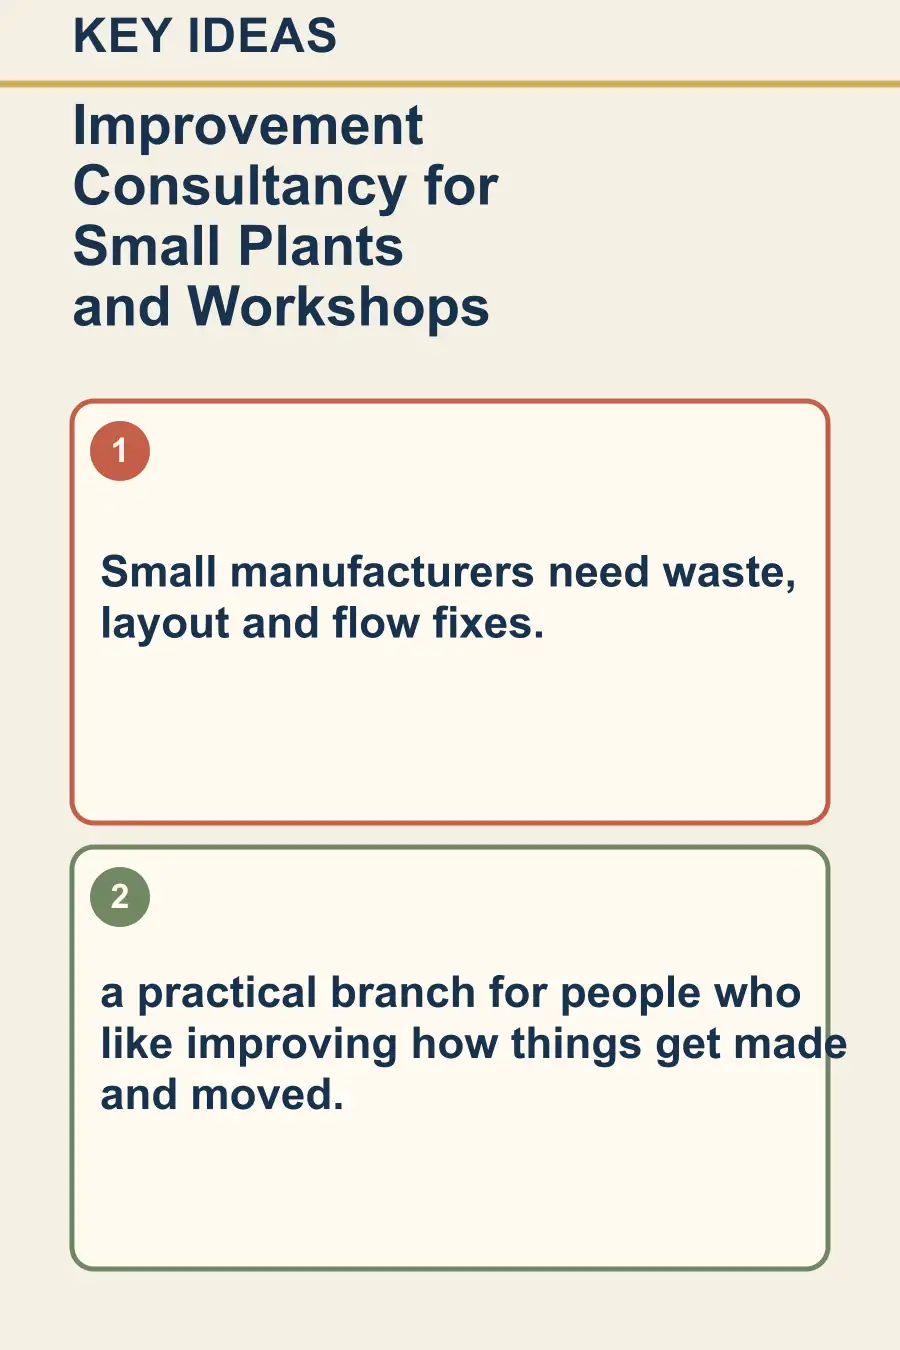 KEY IDEAS
Improvement
Consultancy for
Small Plants
and Workshops
1
Small manufacturers need waste,
layout and flow fixes.
2
a practical branch for people who
like improving how things get made
and moved.